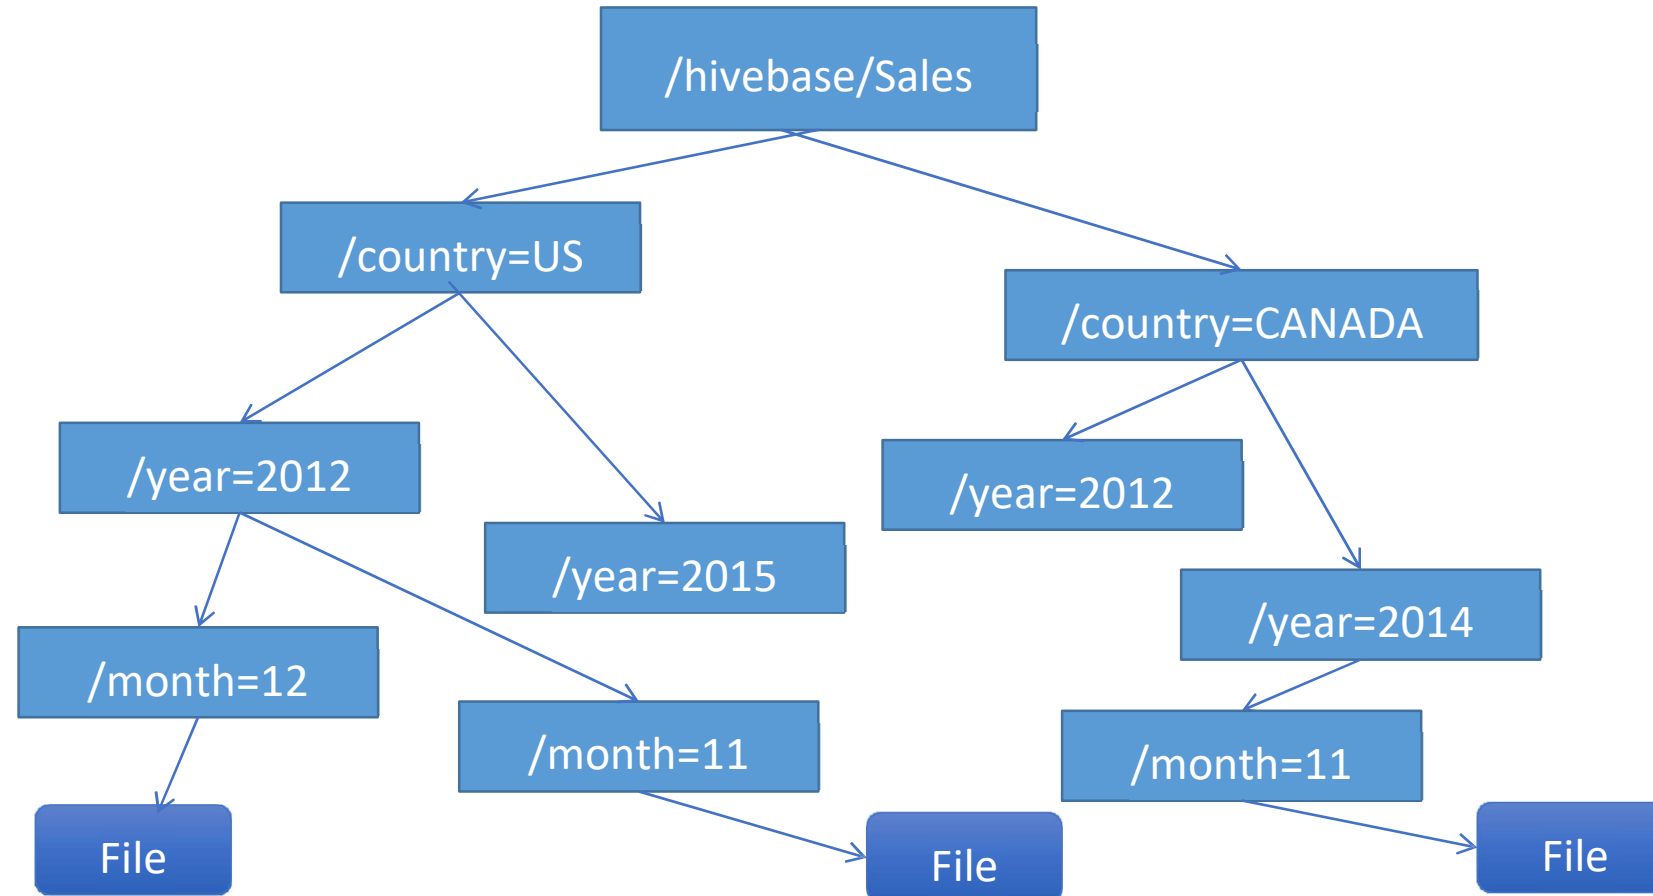 /hivebase/Sales
/country=US
/country=CANADA
/year=2012
/year=2012
/year=2015
/year=2014
/month=12
/month=11
/month=11
File
File
File